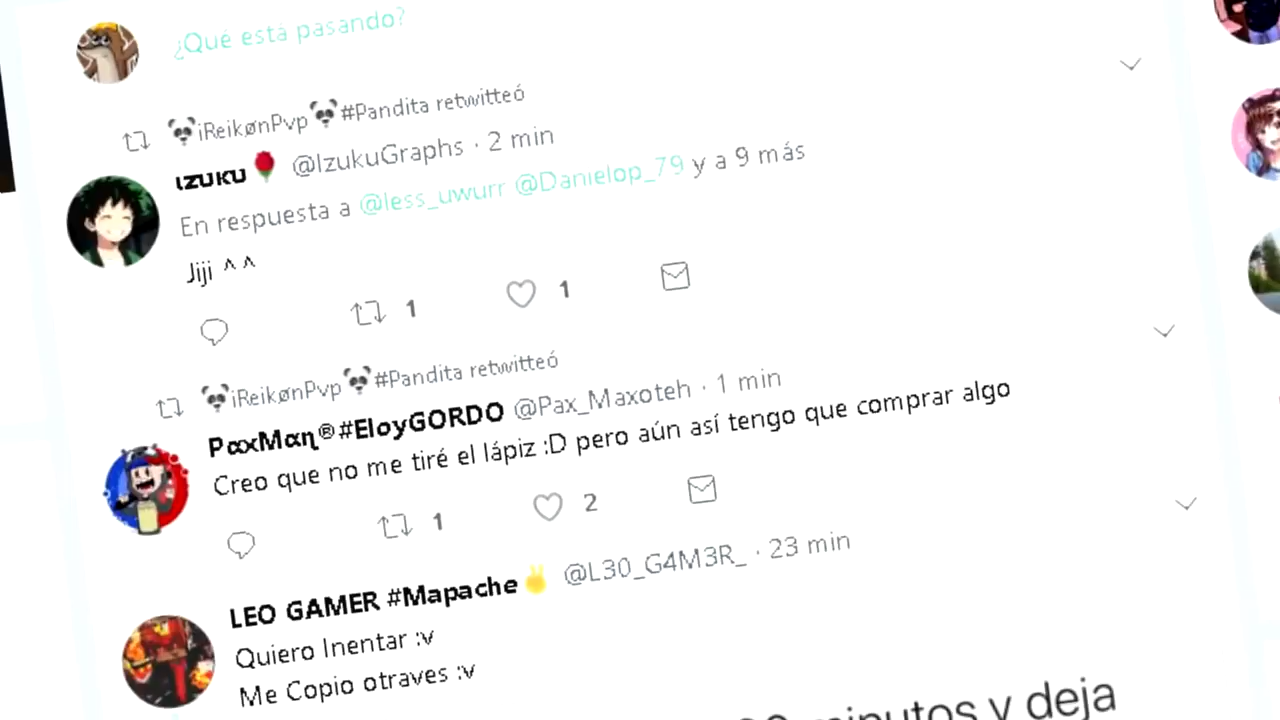 ¿Qué está pasando?
🐼iReikønPvp🐼#Pandita retwitteó
ιzuκu🌹 @IzukuGraphs · 2 min
En respuesta a @less_uwurr @Danielop_79 y a 9 más
Jiji ^^
1 1
🐼iReikønPvp🐼#Pandita retwitteó
PαxMαɳ®#EloyGORDO @Pax_Maxoteh · 1 min
Creo que no me tiré el lápiz :D pero aún así tengo que comprar algo
1 2
LEO GAMER #Mapache✌ @L30_G4M3R_ · 23 min
Quiero Inentar :v
Me Copio otraves :v
minutos y deja